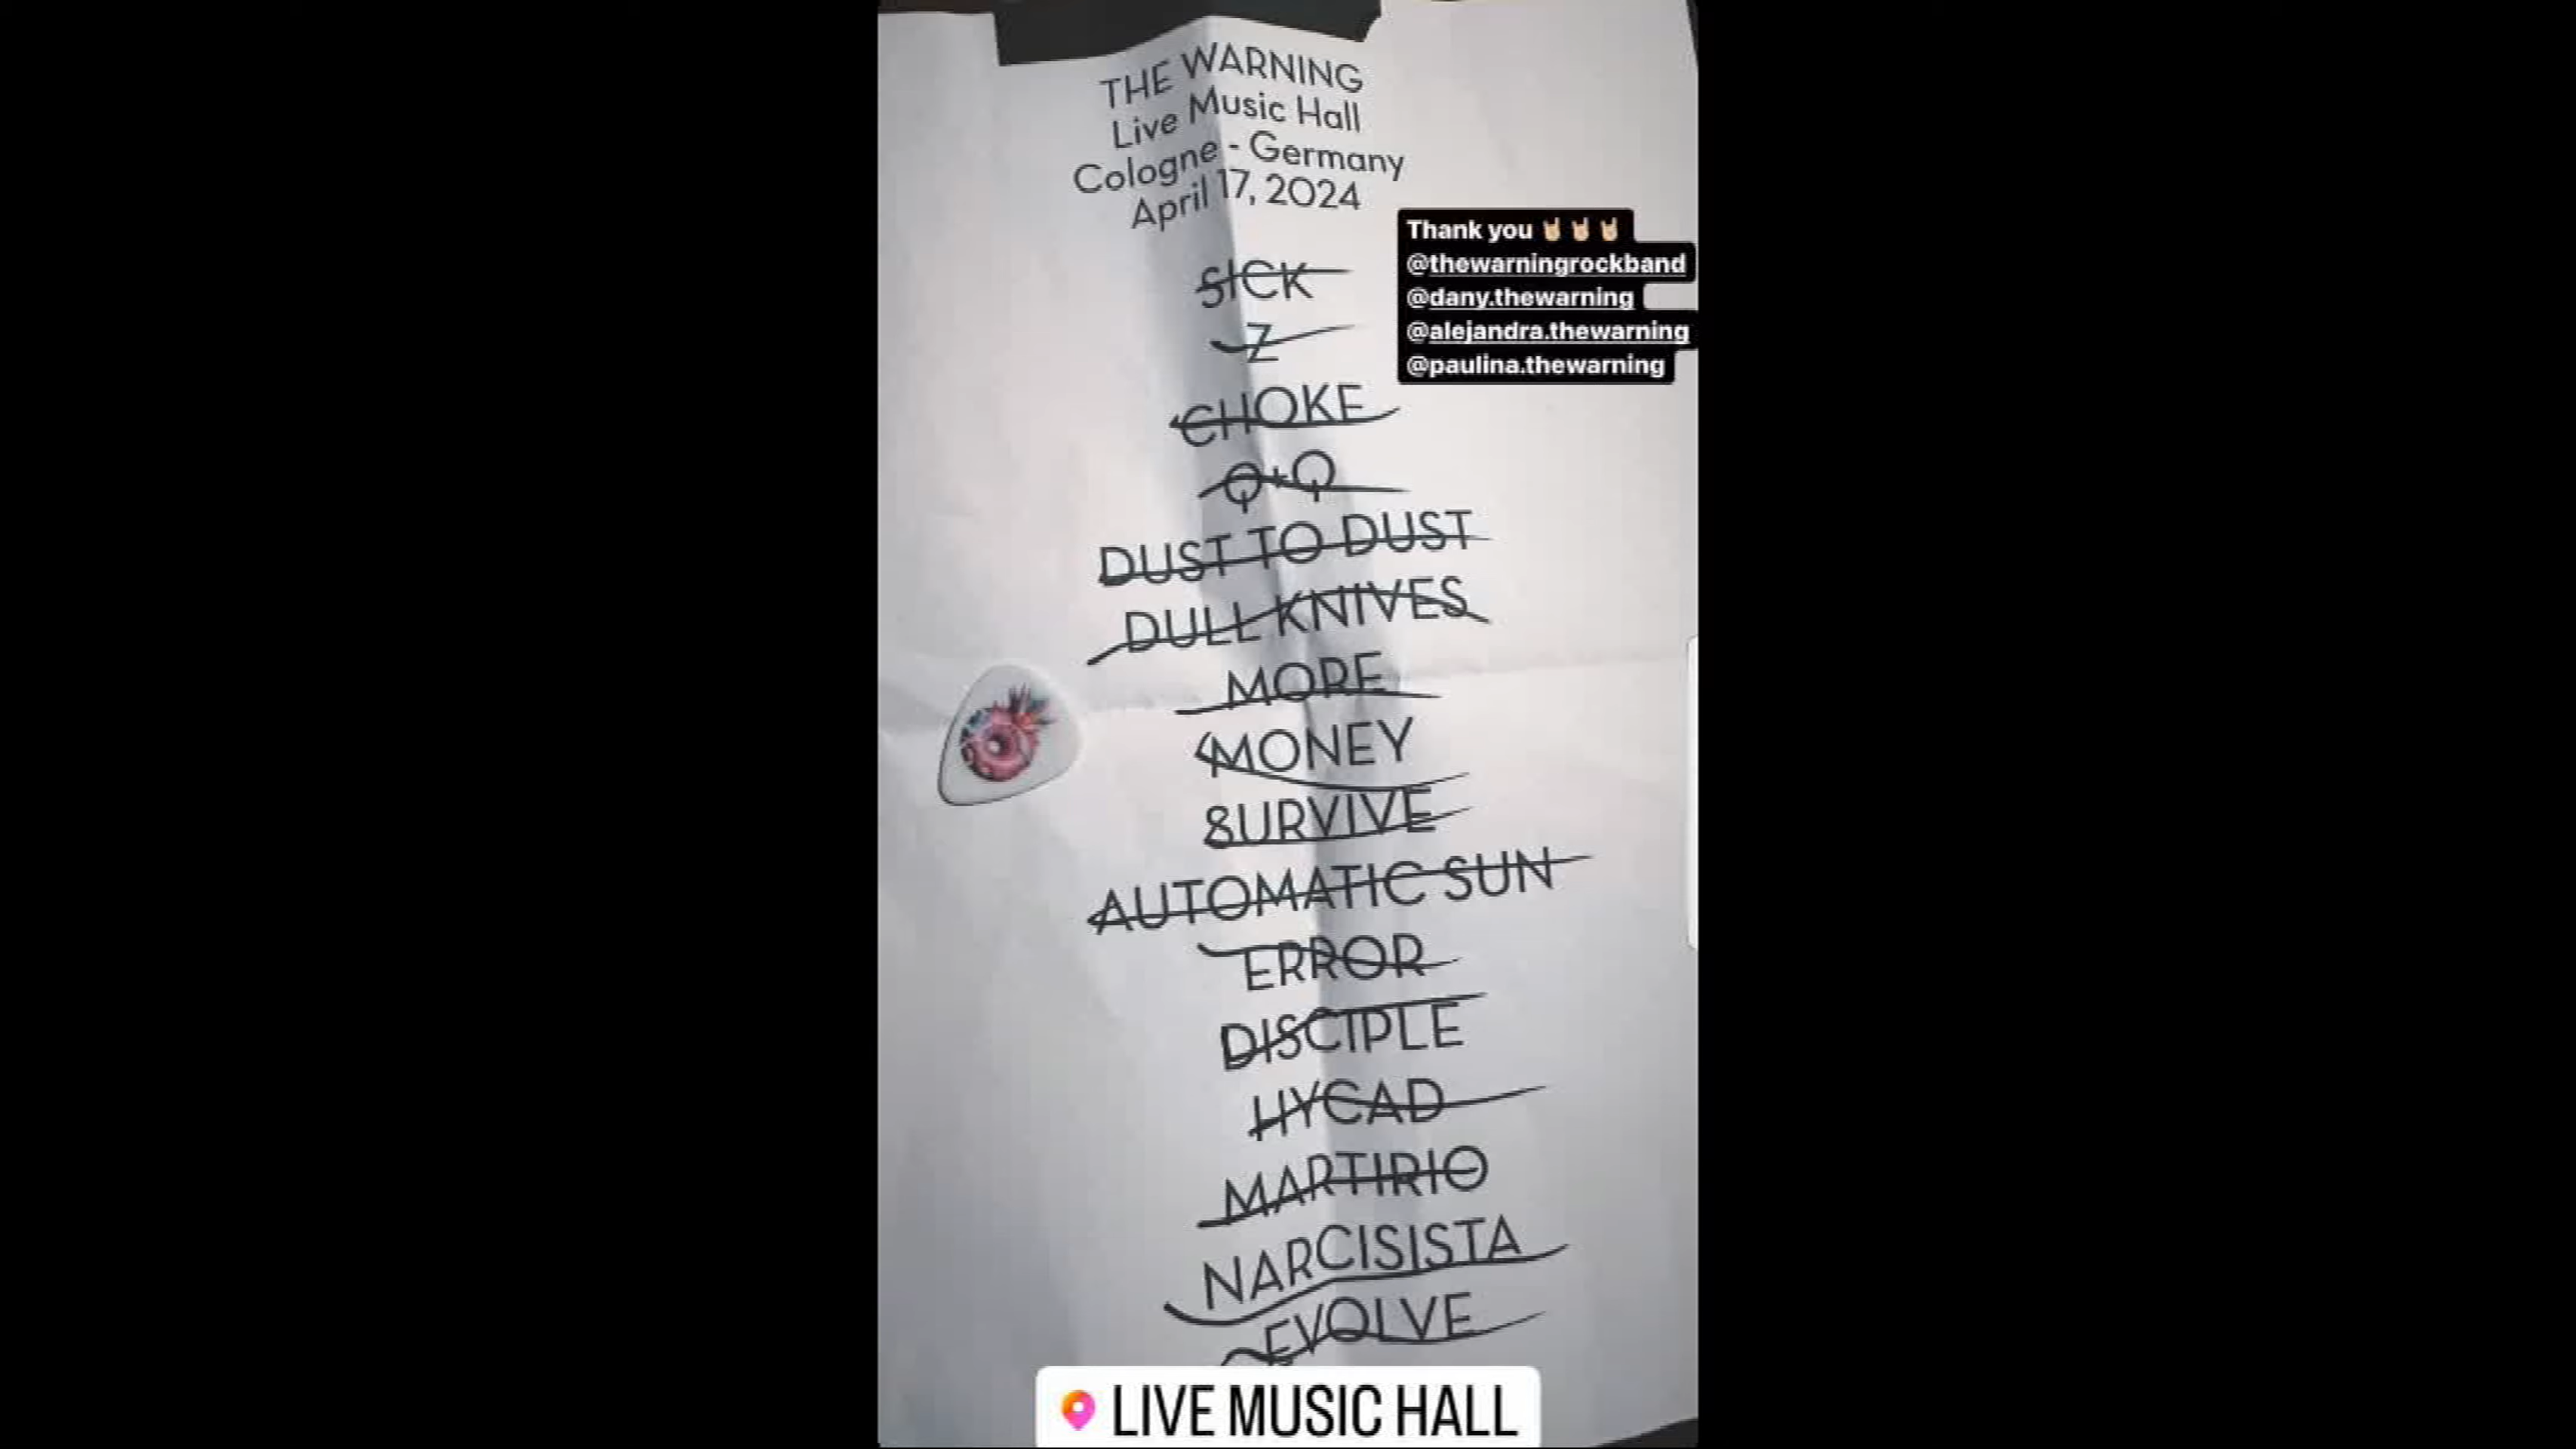 THE WARNING
Live Music Hall
Cologne - Germany
April 17, 2024
Thank you 🤘🏼🤘🏼🤘🏼
@thewarningrockband
@dany.thewarning
@alejandra.thewarning
@paulina.thewarning
SICK
Z
CHOKE
Q+Q
DUST TO DUST
DULL KNIVES
MORE
MONEY
SURVIVE
AUTOMATIC SUN
ERROR
DISCIPLE
HYCAD
MARTIRIO
NARCISISTA
EVOLVE
LIVE MUSIC HALL